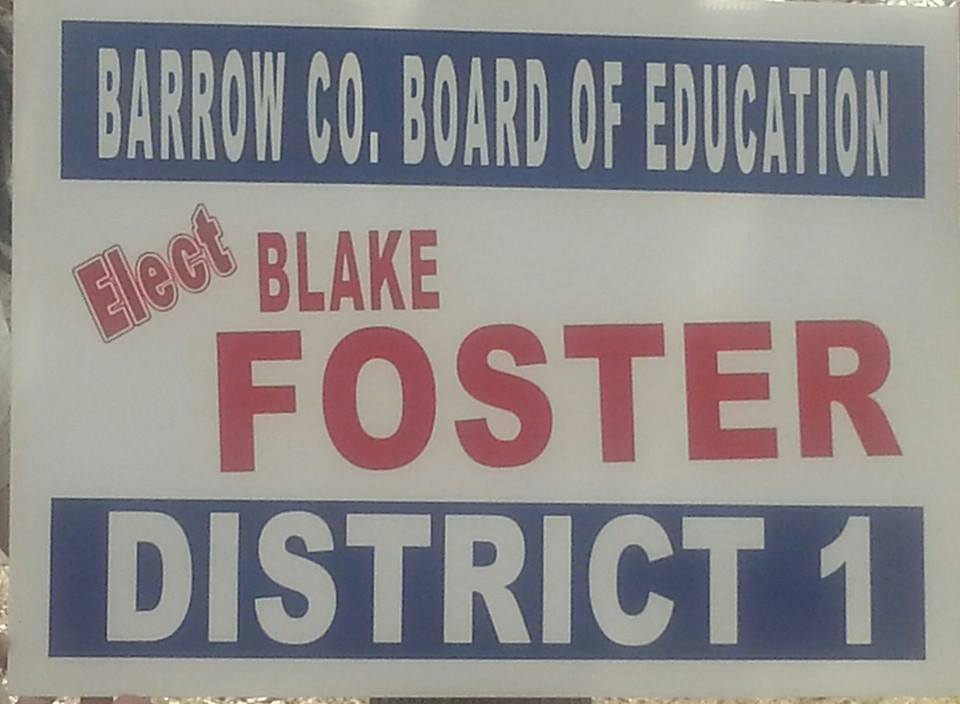 BARROW CO. BOARD OF EDUCATION
Elect BLAKE
FOSTER
DISTRICT 1